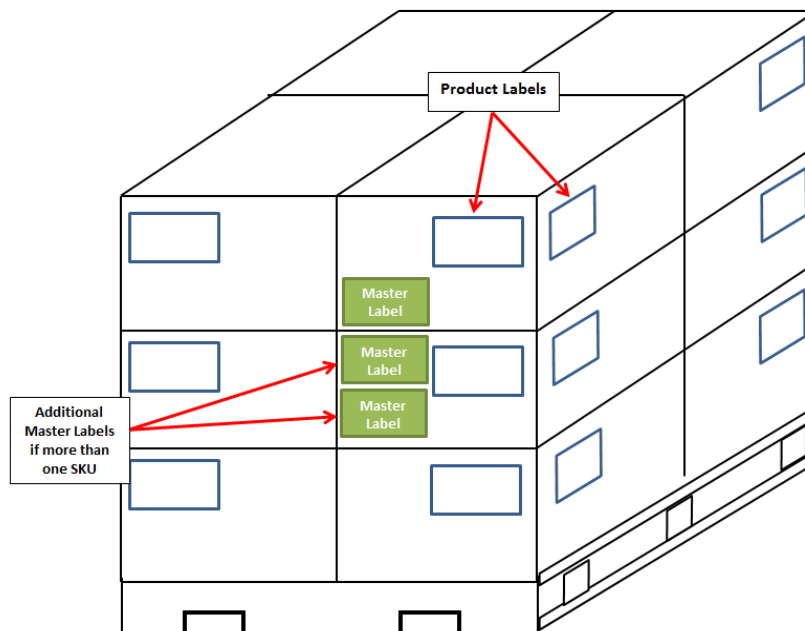 Product Labels
Master
Label
Master
Label
Master
Label
Additional
Master Labels
if more than
one SKU